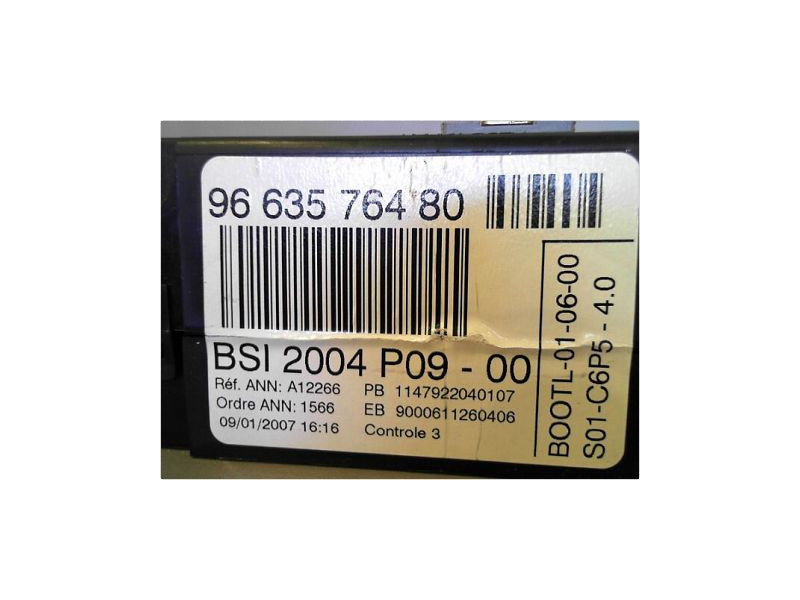 96 635 764 80
BSI 2004 P09 - 00
Réf. ANN: A12266 PB 1147922040107
Ordre ANN: 1566 EB 9000611260406
09/01/2007 16:16 Controle 3
BOOTL-01-06-00
S01-C6P5 - 4.0